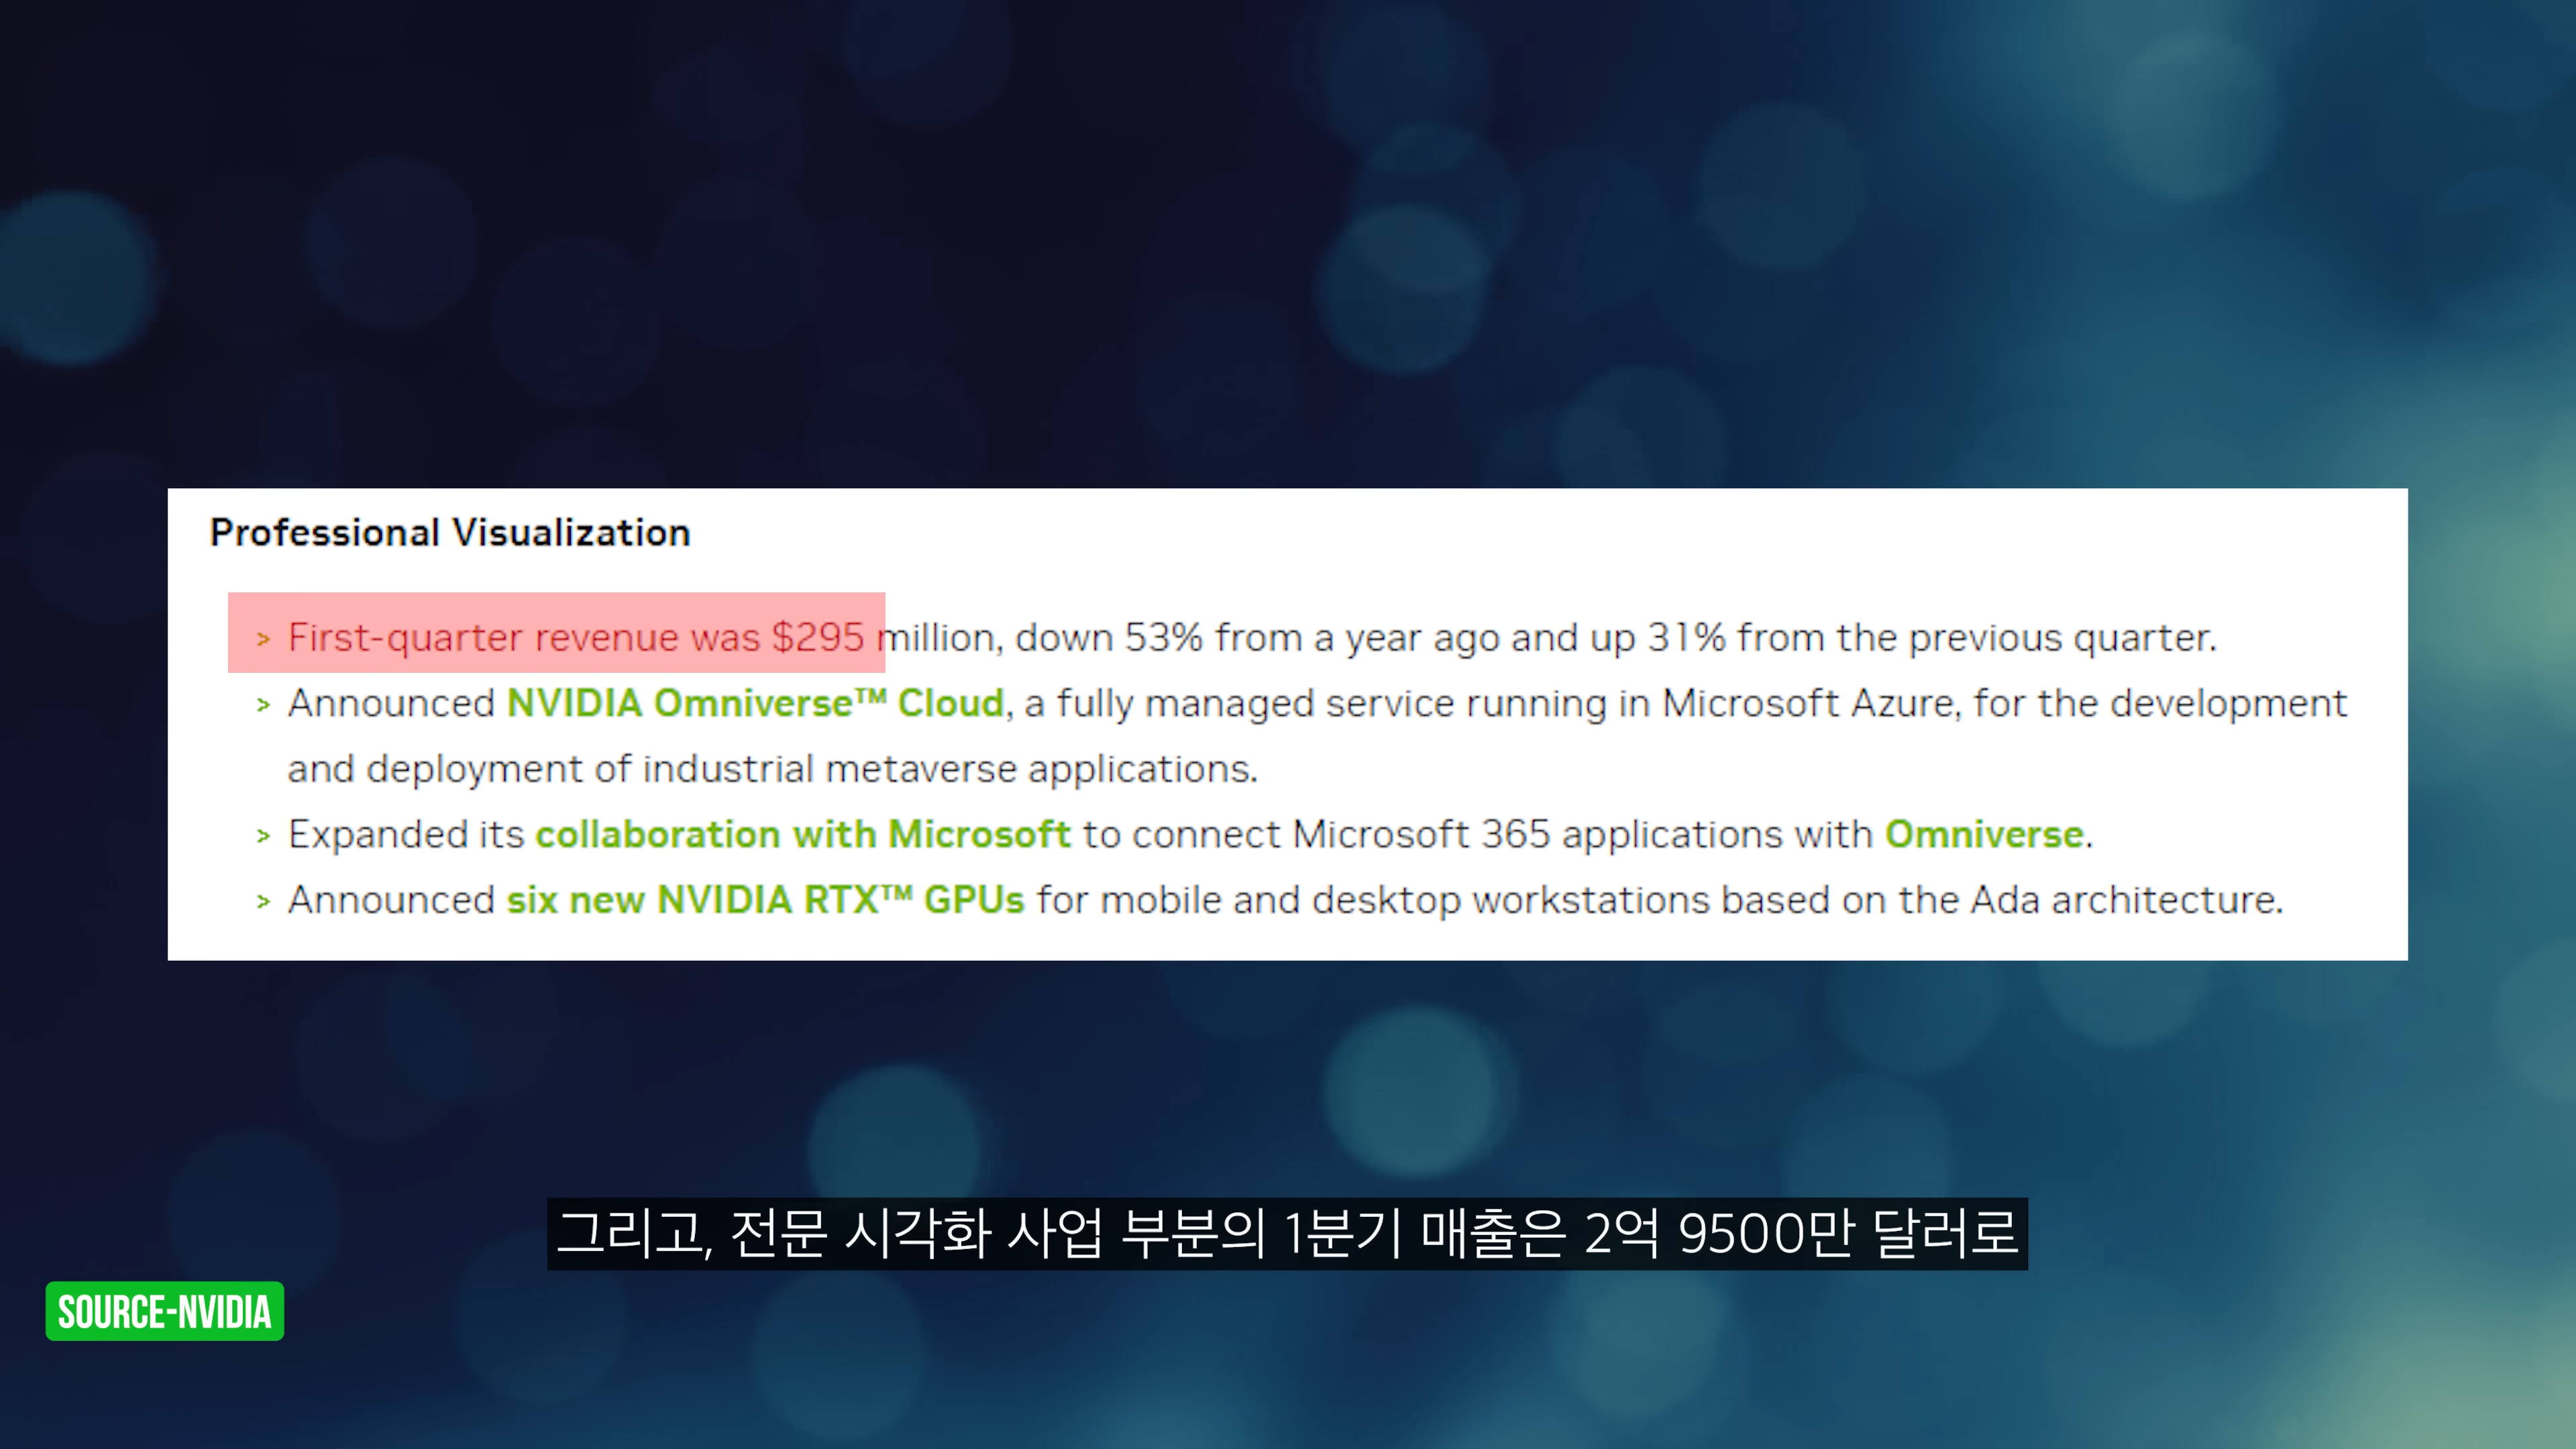 Professional Visualization
> First-quarter revenue was $295 million, down 53% from a year ago and up 31% from the previous quarter.
> Announced NVIDIA Omniverse™ Cloud, a fully managed service running in Microsoft Azure, for the development
and deployment of industrial metaverse applications.
> Expanded its collaboration with Microsoft to connect Microsoft 365 applications with Omniverse.
> Announced six new NVIDIA RTX™ GPUs for mobile and desktop workstations based on the Ada architecture.
그리고, 전문 시각화 사업 부분의 1분기 매출은 2억 9500만 달러로
SOURCE-NVIDIA